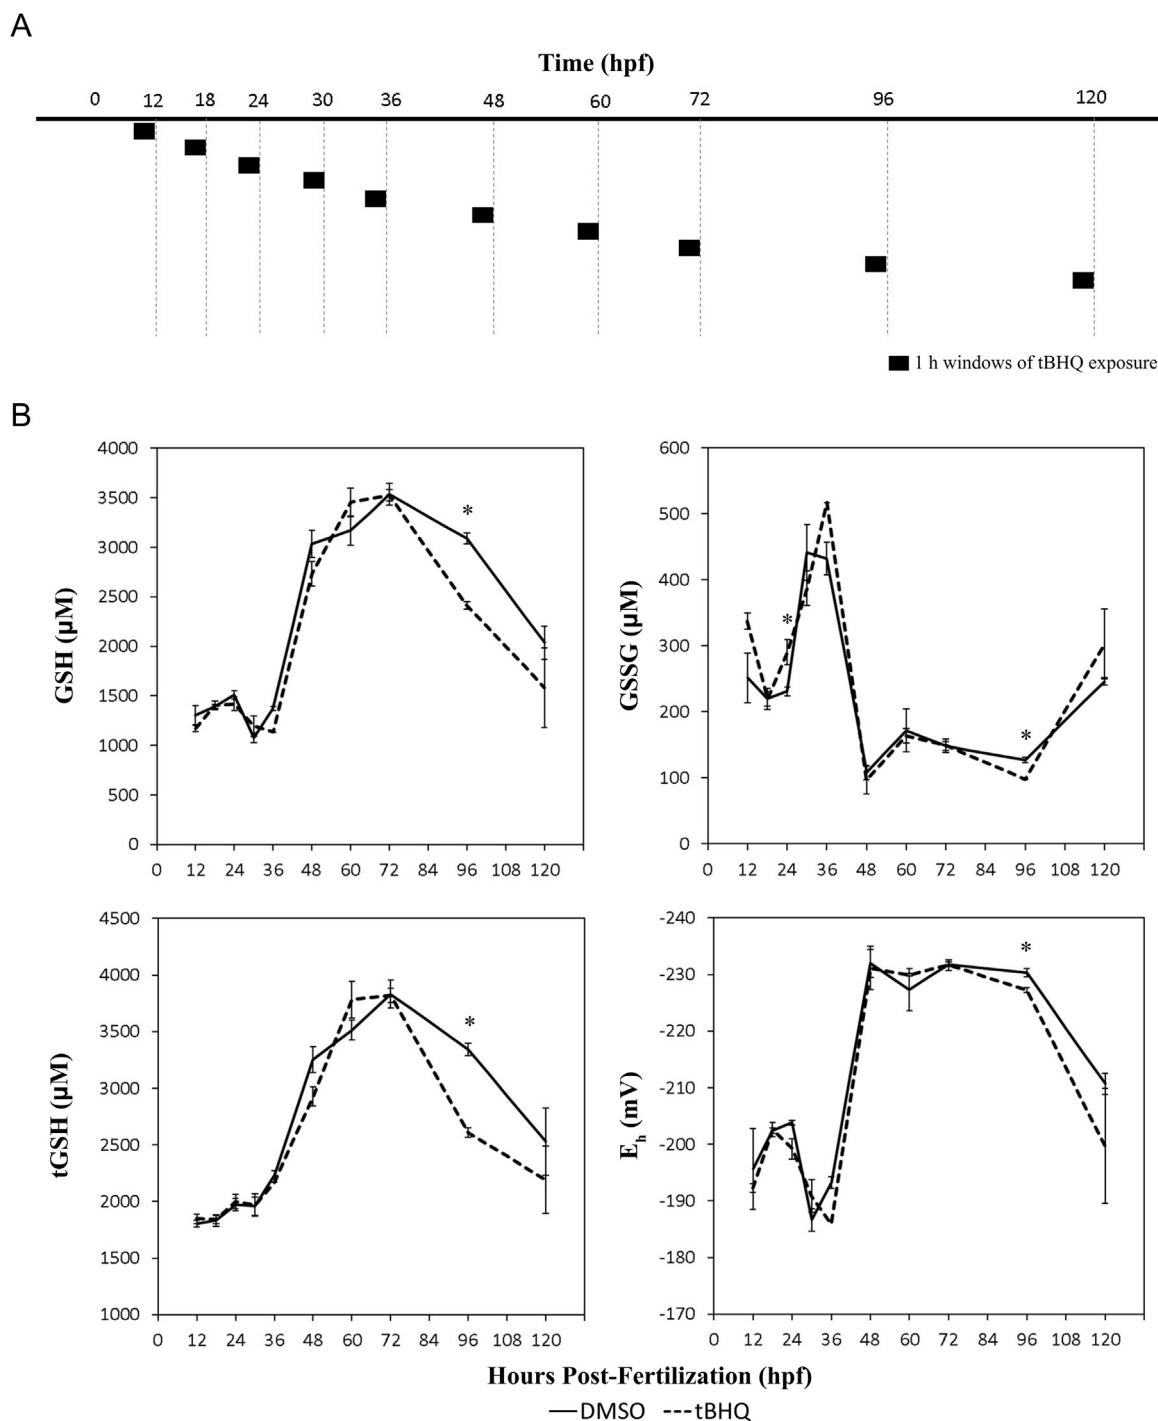 A
Time (hpf)
0 12 18 24 30 36 48 60 72 96 120
1 h windows of tBHQ exposure
B
4000
3500
3000
2500
2000
1500
1000
500
0
GSH (µM)
*
0 12 24 36 48 60 72 84 96 108 120
600
500
400
300
200
100
0
GSSG (µM)
*
*
0 12 24 36 48 60 72 84 96 108 120
4500
4000
3500
3000
2500
2000
1500
1000
tGSH (µM)
*
0 12 24 36 48 60 72 84 96 108 120
-240
-230
-220
-210
-200
-190
-180
-170
Eh (mV)
*
0 12 24 36 48 60 72 84 96 108 120
Hours Post-Fertilization (hpf)
DMSO tBHQ